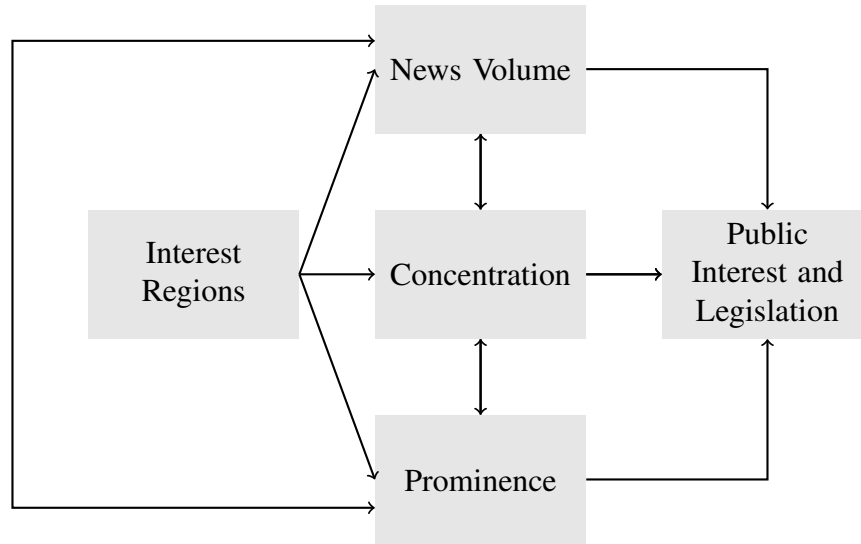 News Volume
Interest
Regions
Concentration
Public
Interest and
Legislation
Prominence